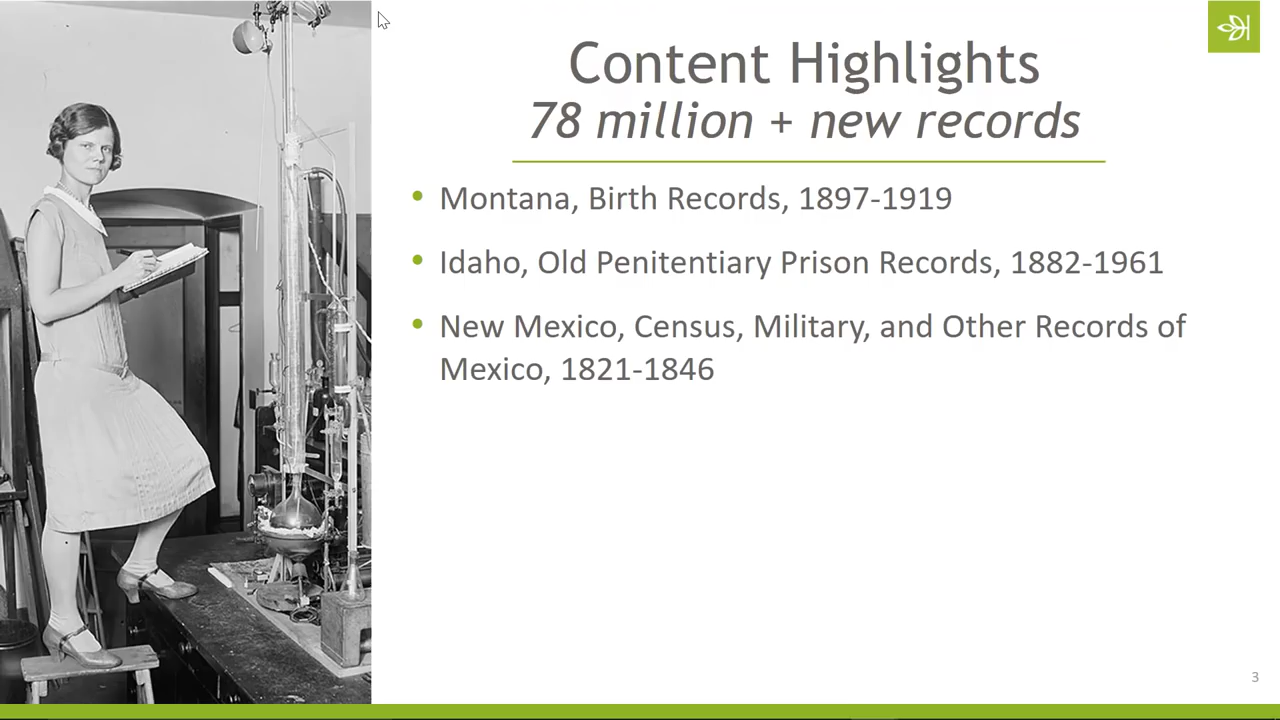 Content Highlights
78 million + new records
• Montana, Birth Records, 1897-1919
• Idaho, Old Penitentiary Prison Records, 1882-1961
• New Mexico, Census, Military, and Other Records of
Mexico, 1821-1846
3